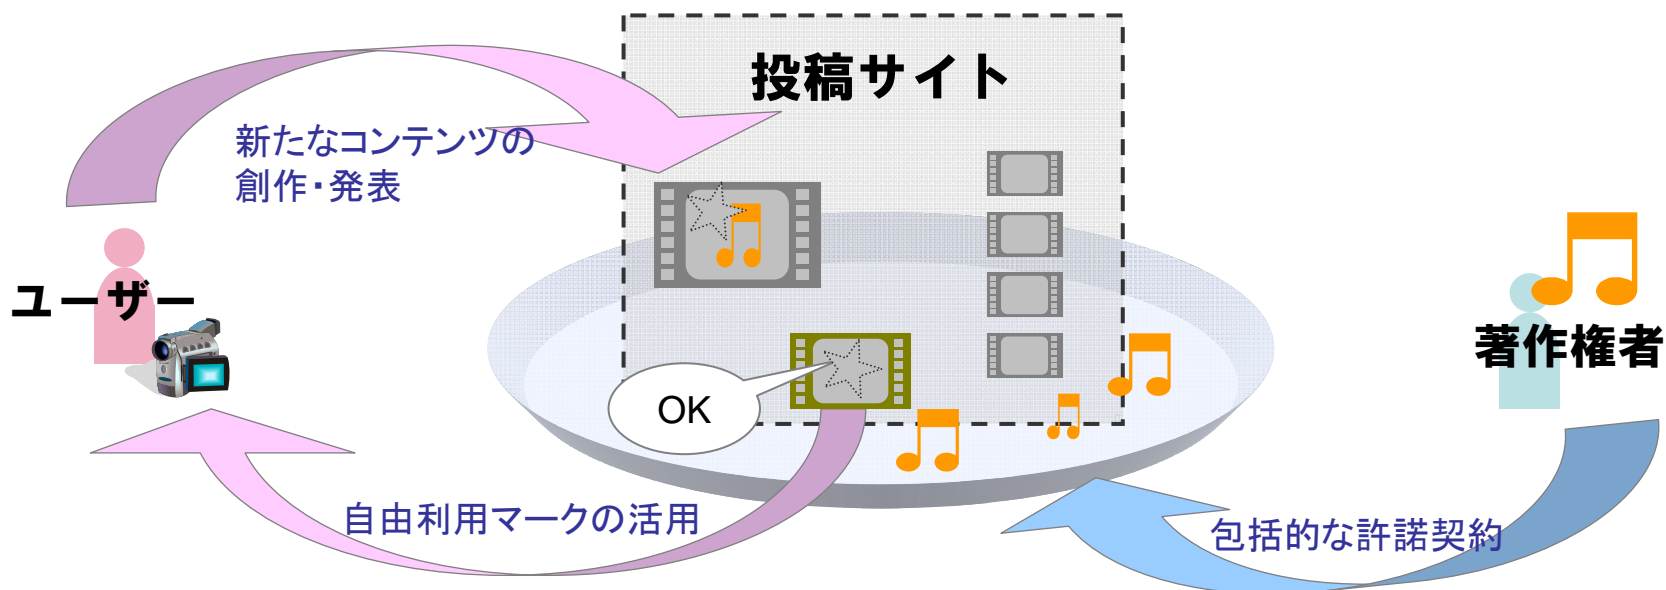 投稿サイト
新たなコンテンツの
創作・発表
ユーザー
著作権者
OK
自由利用マークの活用
包括的な許諾契約